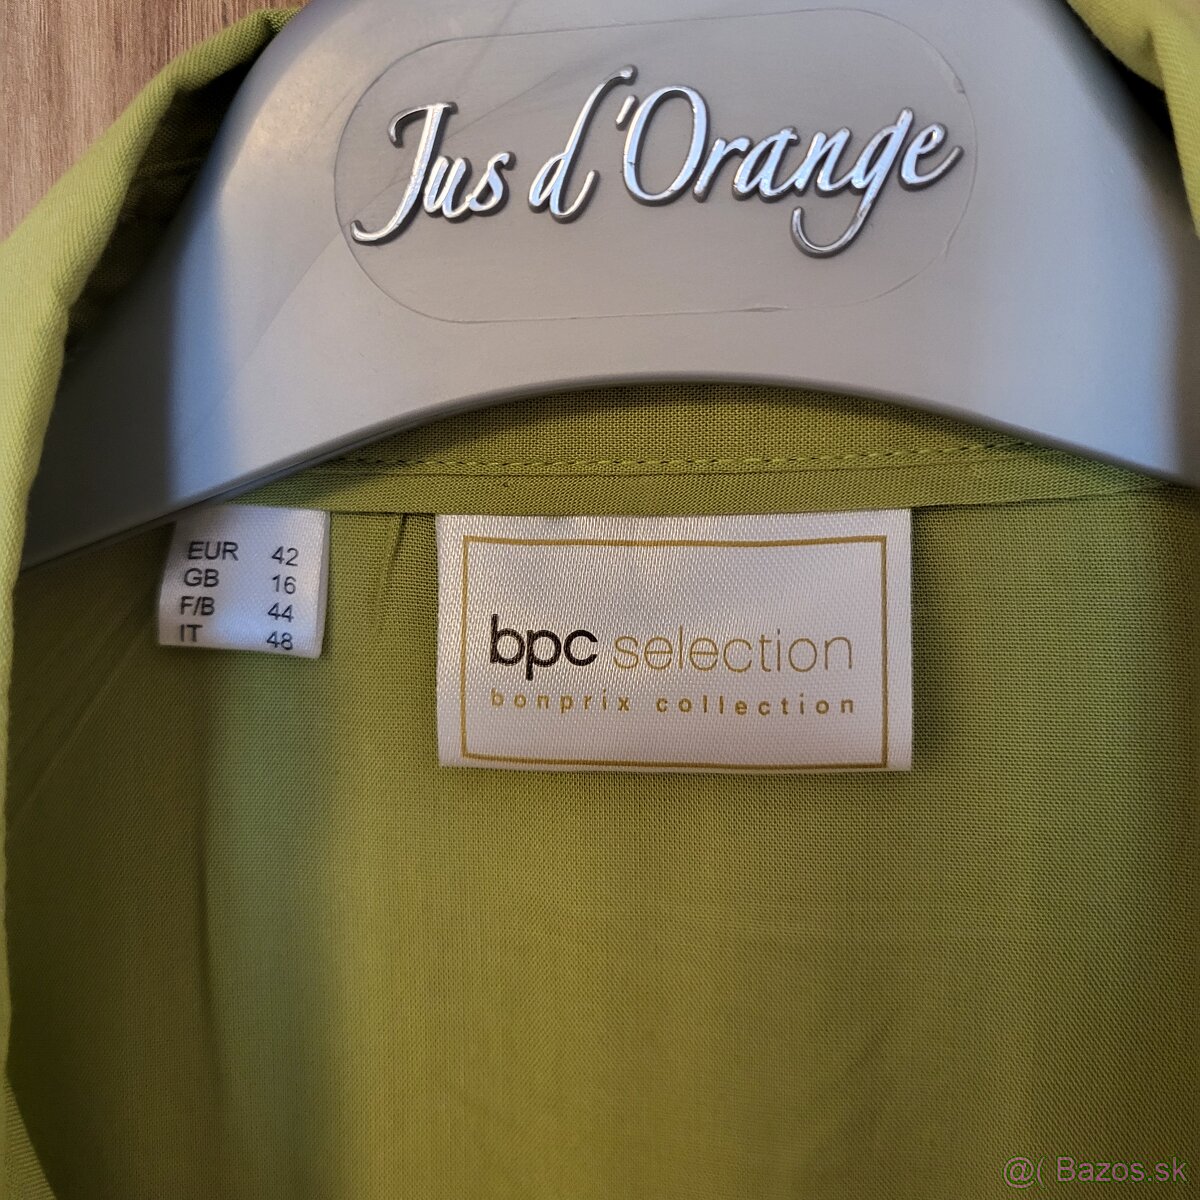 Jus d'Orange
EUR 42
GB 16
F/B 44
IT 48
bpc selection
bonprix collection
@( Bazos.sk